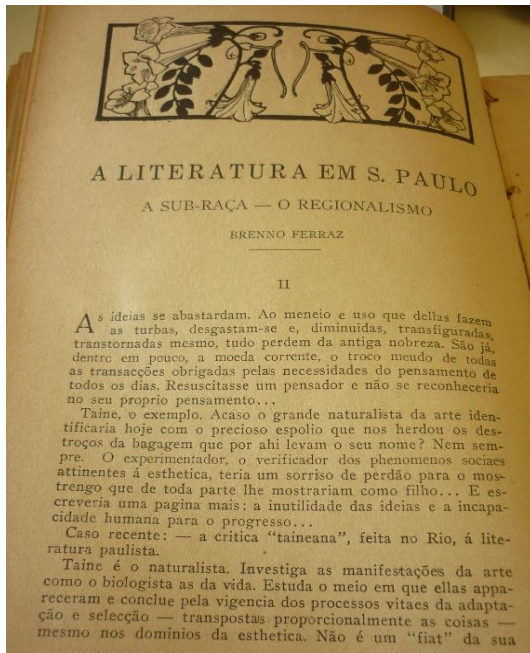 A LITERATURA EM S. PAULO
A SUB-RAÇA — O REGIONALISMO
BRENNO FERRAZ
II
As ideias se abastardam. Ao meneio e uso que dellas fazem
as turbas, desgastam-se e, diminuidas, transfiguradas,
transtornadas mesmo, tudo perdem da antiga nobreza. São já,
dentro em pouco, a moeda corrente, o troco meudo de todas
as transacções obrigadas pelas necessidades do pensamento de
todos os dias. Resuscitasse um pensador e não se reconheceria
no seu proprio pensamento...
Taine, o exemplo. Acaso o grande naturalista da arte iden-
tificaria hoje com o precioso espolio que nos herdou os des-
troços da bagagem que por ahi levam o seu nome? Nem sem-
pre. O experimentador, o verificador dos phenomenos sociaes
attinentes á esthetica, teria um sorriso de perdão para o mos-
trengo que de toda parte lhe mostrariam como filho... E es-
creveria uma pagina mais: a inutilidade das ideias e a incapa-
cidade humana para o progresso...
Caso recente: — a critica "taineana", feita no Rio, á lite-
ratura paulista.
Taine é o naturalista. Investiga as manifestações da arte
como o biologista as da vida. Estuda o meio em que ellas appa-
receram e conclue pela vigencia dos processos vitaes da adapta-
ção e selecção — transpostas proporcionalmente as coisas —
mesmo nos dominios da esthetica. Não é um "fiat" da sua